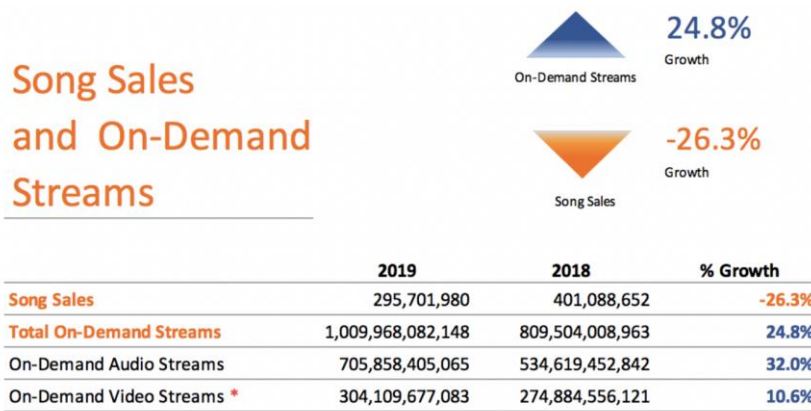 24.8%
Growth
On-Demand Streams
Song Sales
and On-Demand
Streams
-26.3%
Growth
Song Sales
2019 2018 % Growth
Song Sales 295,701,980 401,088,652 -26.3%
Total On-Demand Streams 1,009,968,082,148 809,504,008,963 24.8%
On-Demand Audio Streams 705,858,405,065 534,619,452,842 32.0%
On-Demand Video Streams * 304,109,677,083 274,884,556,121 10.6%